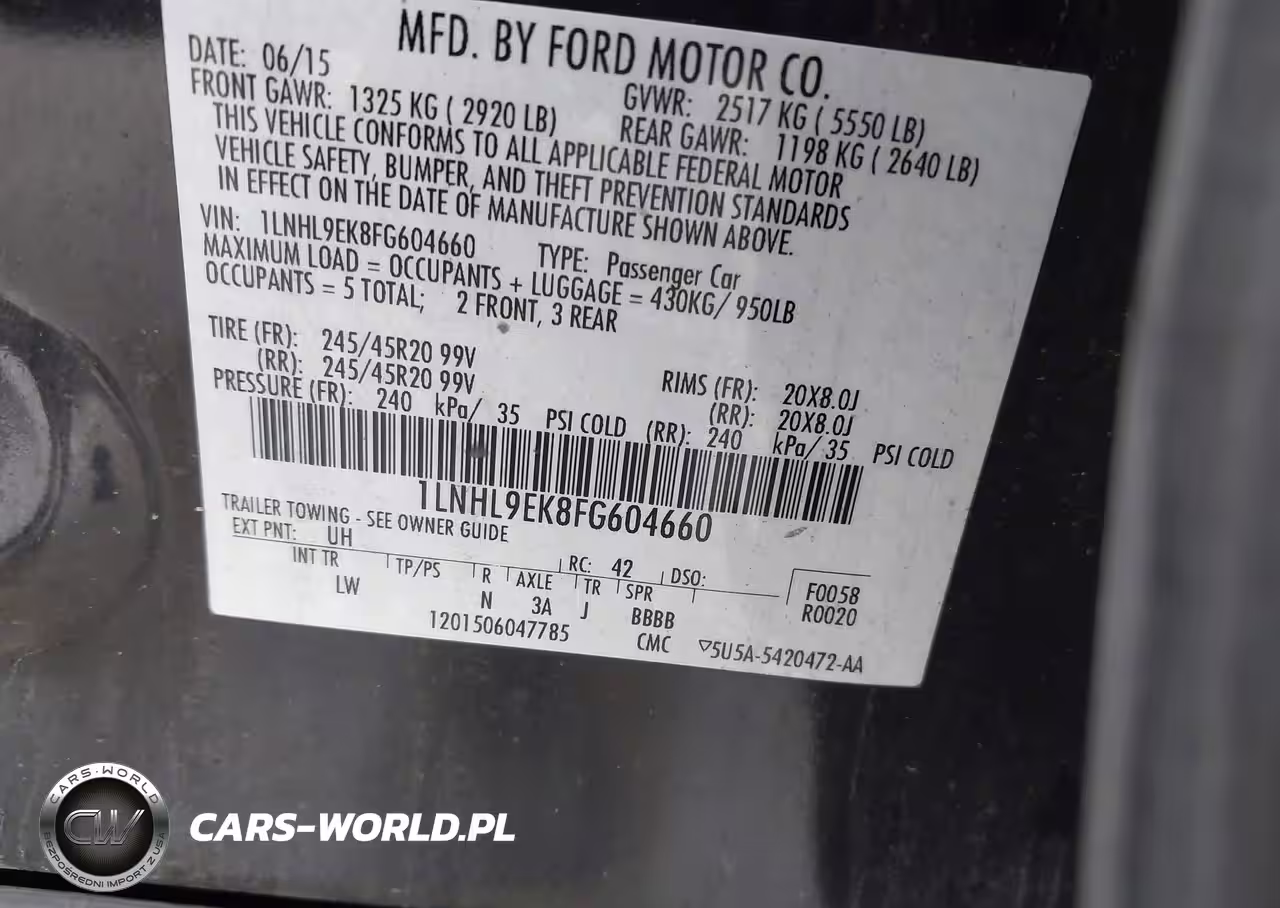 MFD. BY FORD MOTOR CO.
DATE: 06/15 GVWR: 2517 KG ( 5550 LB)
FRONT GAWR: 1325 KG ( 2920 LB) REAR GAWR: 1198 KG ( 2640 LB)
THIS VEHICLE CONFORMS TO ALL APPLICABLE FEDERAL MOTOR
VEHICLE SAFETY, BUMPER, AND THEFT PREVENTION STANDARDS
IN EFFECT ON THE DATE OF MANUFACTURE SHOWN ABOVE.
VIN: 1LNHL9EK8FG604660 TYPE: Passenger Car
MAXIMUM LOAD = OCCUPANTS + LUGGAGE = 430KG/ 950LB
OCCUPANTS = 5 TOTAL; 2 FRONT, 3 REAR
TIRE (FR): 245/45R20 99V RIMS (FR): 20X8.0J
(RR): 245/45R20 99V (RR): 20X8.0J
PRESSURE (FR): 240 kPa/ 35 PSI COLD (RR): 240 kPa/ 35 PSI COLD
1LNHL9EK8FG604660
TRAILER TOWING - SEE OWNER GUIDE
EXT PNT: UH RC: 42 DSO: F0058
INT TR TP/PS R AXLE TR SPR R0020
LW N 3A J BBBB
1201506047785 CMC ▽5U5A-5420472-AA
CARS-WORLD
CW
BEZPOŚREDNI IMPORT Z USA
CARS-WORLD.PL